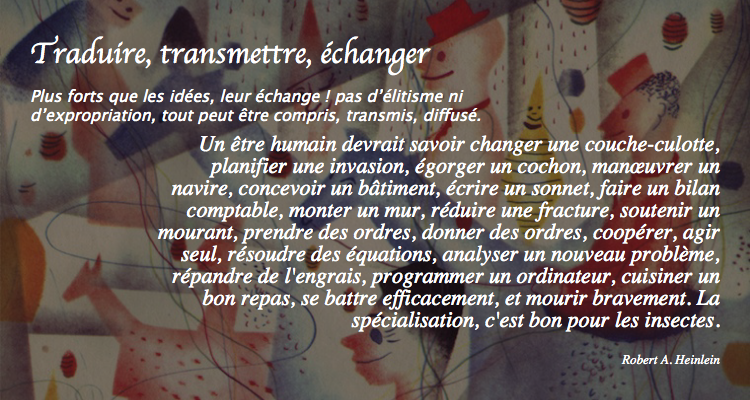 Traduire, transmettre, échanger
Plus forts que les idées, leur échange ! pas d'élitisme ni
d'expropriation, tout peut être compris, transmis, diffusé.
Un être humain devrait savoir changer une couche-culotte,
planifier une invasion, égorger un cochon, manœuvrer un
navire, concevoir un bâtiment, écrire un sonnet, faire un bilan
comptable, monter un mur, réduire une fracture, soutenir un
mourant, prendre des ordres, donner des ordres, coopérer, agir
seul, résoudre des équations, analyser un nouveau problème,
répandre de l'engrais, programmer un ordinateur, cuisiner un
bon repas, se battre efficacement, et mourir bravement. La
spécialisation, c'est bon pour les insectes.
Robert A. Heinlein